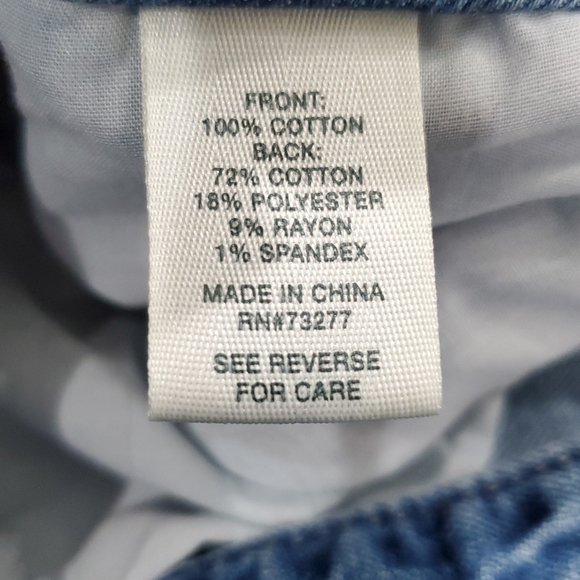 FRONT:
100% COTTON
BACK:
72% COTTON
18% POLYESTER
9% RAYON
1% SPANDEX
MADE IN CHINA
RN#73277
SEE REVERSE
FOR CARE